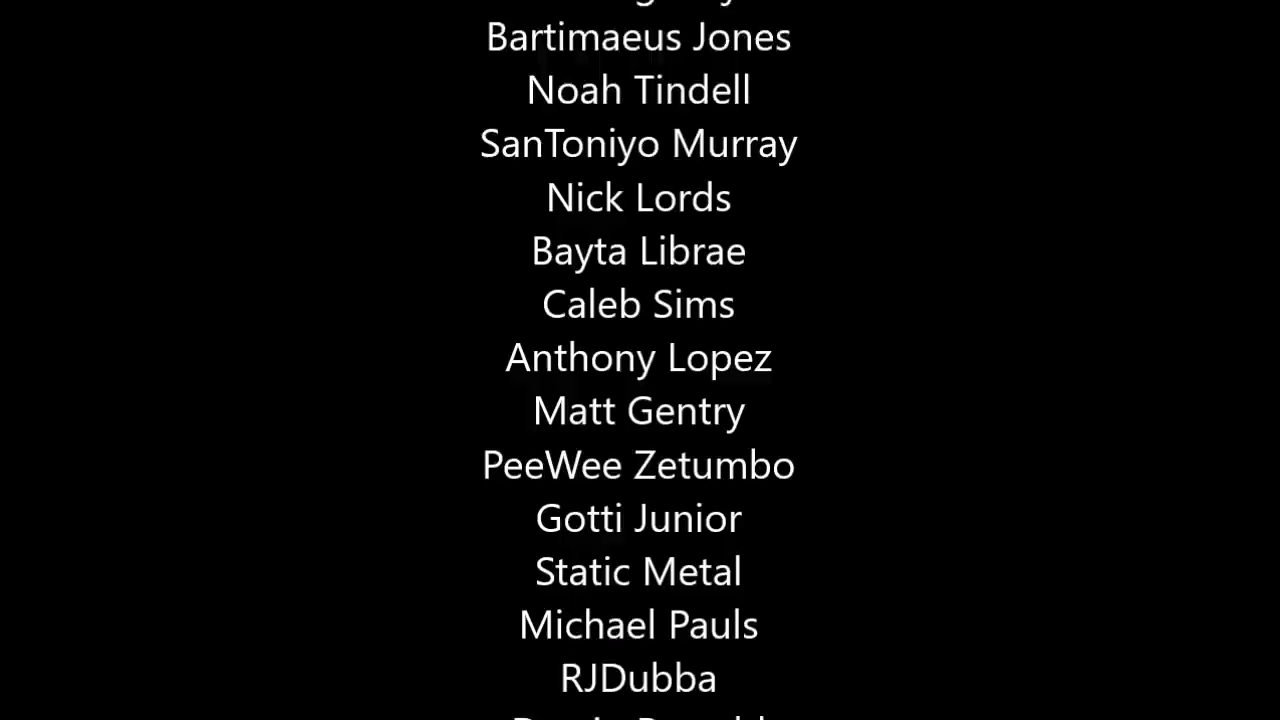 Bartimaeus Jones
Noah Tindell
SanToniyo Murray
Nick Lords
Bayta Librae
Caleb Sims
Anthony Lopez
Matt Gentry
PeeWee Zetumbo
Gotti Junior
Static Metal
Michael Pauls
RJDubba